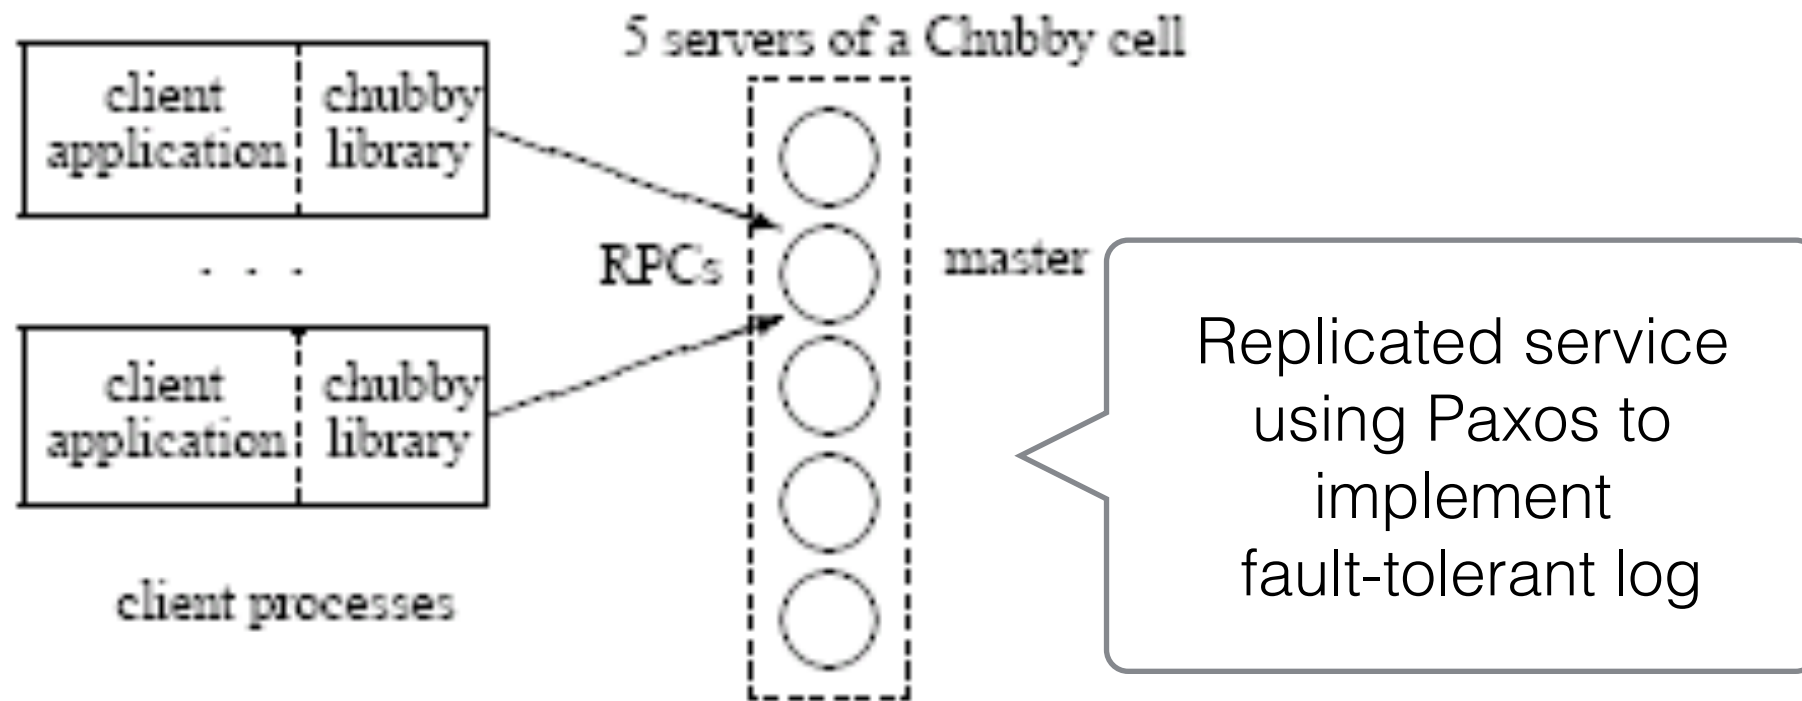 5 servers of a Chubby cell
client
application
chubby
library
RPCs
master
. . .
client
application
chubby
library
client processes
Replicated service
using Paxos to
implement
fault-tolerant log